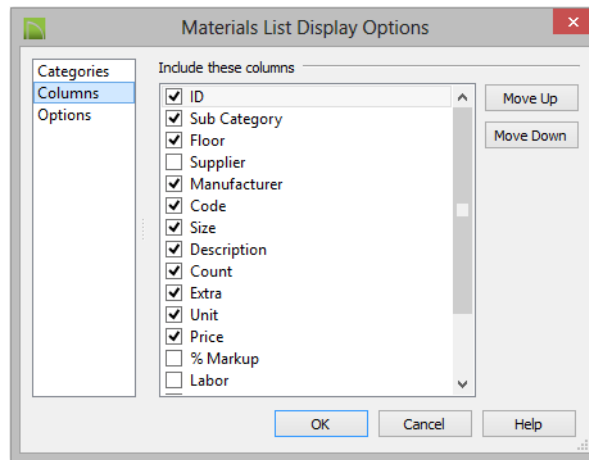 Materials List Display Options
Categories
Columns
Options
Include these columns
ID
Sub Category
Floor
Supplier
Manufacturer
Code
Size
Description
Count
Extra
Unit
Price
% Markup
Labor
Move Up
Move Down
OK
Cancel
Help